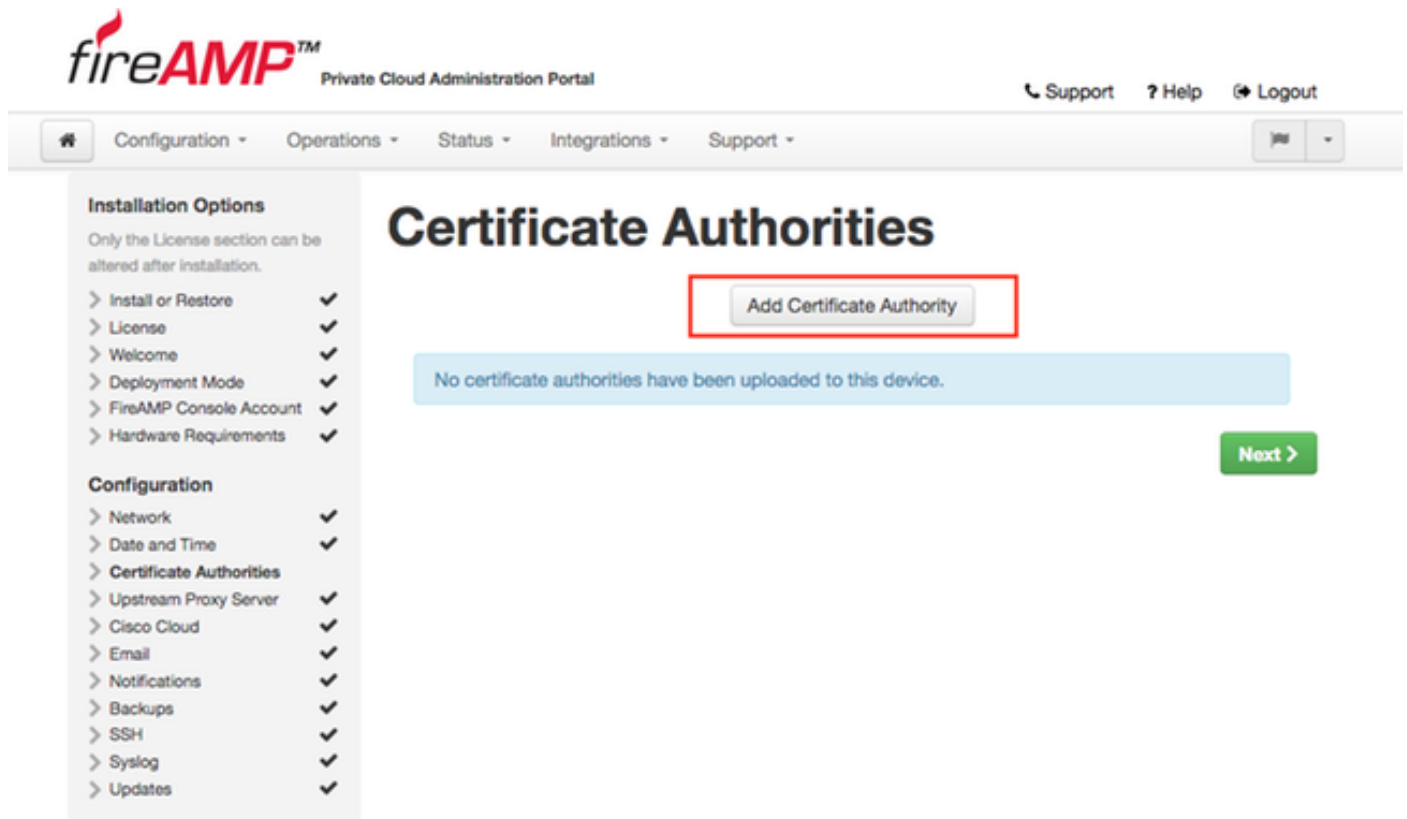 fireAMP™ Private Cloud Administration Portal
Support ? Help Logout
Configuration Operations Status Integrations Support
Installation Options
Only the License section can be
altered after installation.
Install or Restore
License
Welcome
Deployment Mode
FireAMP Console Account
Hardware Requirements
Configuration
Network
Date and Time
Certificate Authorities
Upstream Proxy Server
Cisco Cloud
Email
Notifications
Backups
SSH
Syslog
Updates
Certificate Authorities
Add Certificate Authority
No certificate authorities have been uploaded to this device.
Next >